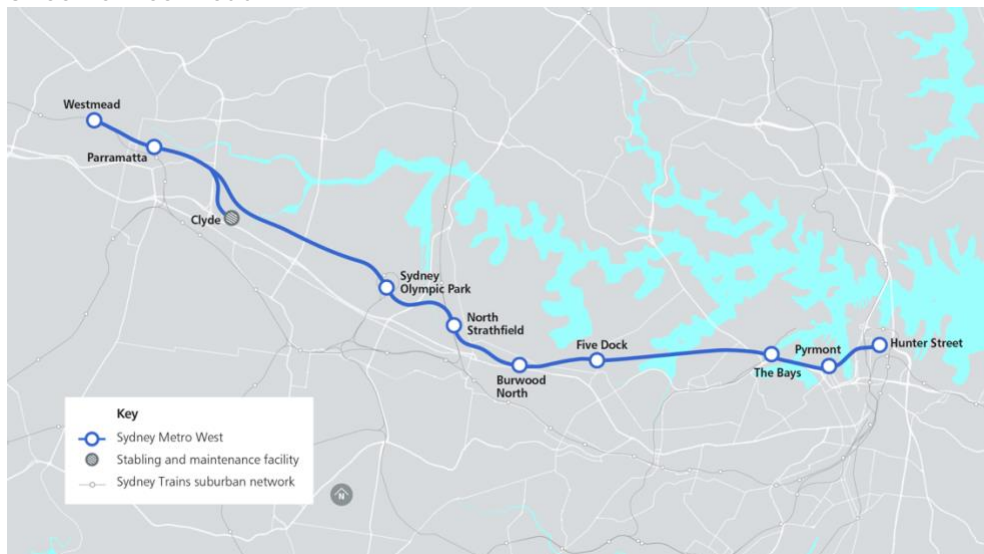 Westmead
Parramatta
Clyde
Sydney
Olympic Park
North
Strathfield
Burwood
North
Five Dock
The Bays
Pyrmont
Hunter Street
Key
Sydney Metro West
Stabling and maintenance facility
Sydney Trains suburban network
N